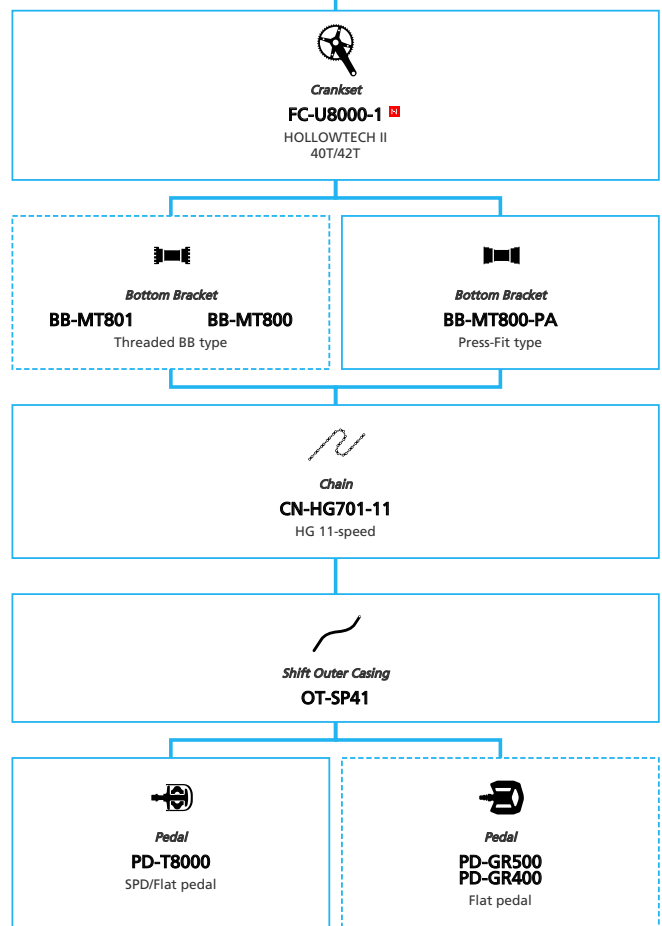 Crankset
FC-U8000-1 N
HOLLOWTECH II
40T/42T
Bottom Bracket
BB-MT801 BB-MT800
Threaded BB type
Bottom Bracket
BB-MT800-PA
Press-Fit type
Chain
CN-HG701-11
HG 11-speed
Shift Outer Casing
OT-SP41
Pedal
PD-T8000
SPD/Flat pedal
Pedal
PD-GR500
PD-GR400
Flat pedal